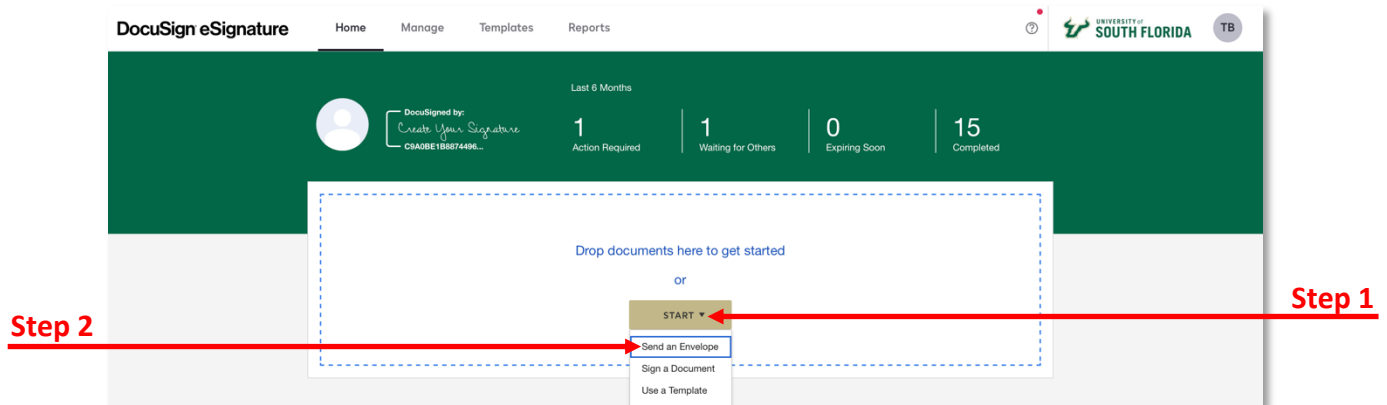 DocuSign eSignature Home Manage Templates Reports UNIVERSITY of SOUTH FLORIDA TB
Last 6 Months
DocuSigned by:
Create Your Signature
C9A0BE1B8874496...
1
Action Required
1
Waiting for Others
0
Expiring Soon
15
Completed
Drop documents here to get started
or
START
Step 1
Step 2
Send an Envelope
Sign a Document
Use a Template